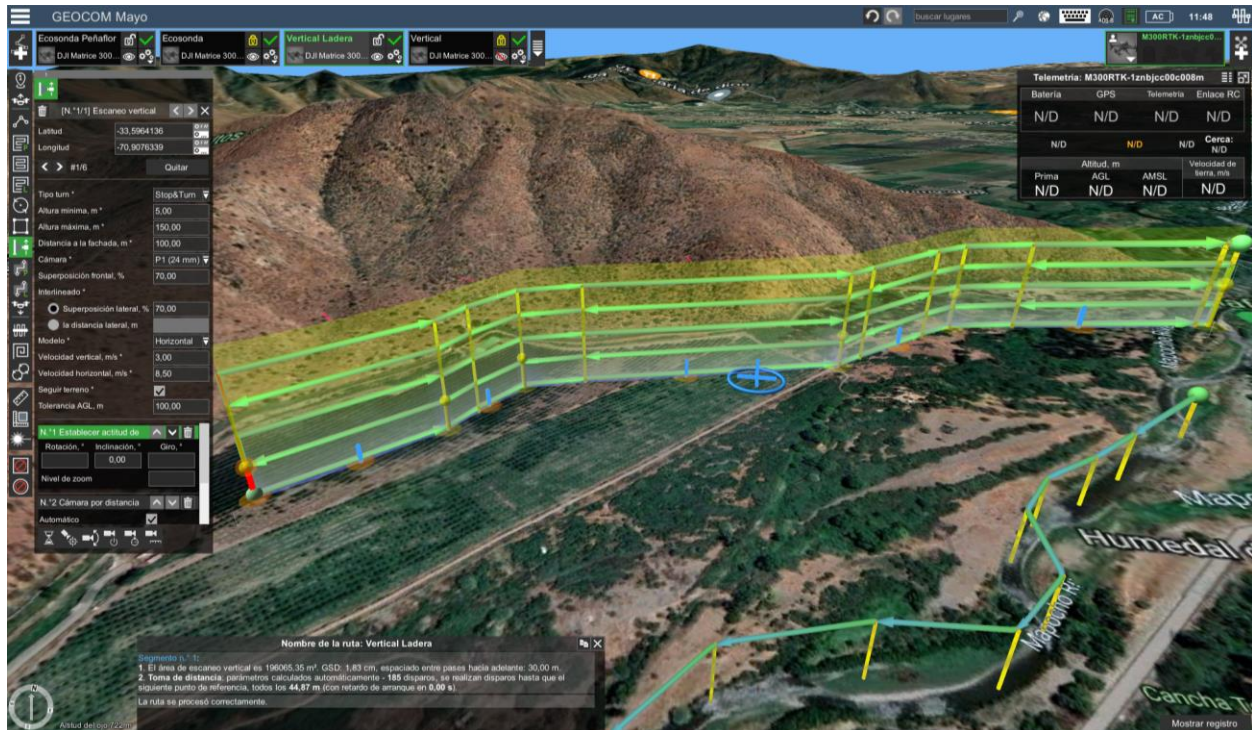 GEOCOM Mayo
buscar lugares
AC
11:48
Ecosonda Peñaflor
DJI Matrice 300...
Ecosonda
DJI Matrice 300...
Vertical Ladera
DJI Matrice 300...
Vertical
DJI Matrice 300...
M300RTK-1znbjcc0...
[N.°1/1] Escaneo vertical
Latitud -33,5964136
Longitud -70,9076339
#1/6 Quitar
Tipo turn * Stop&Turn
Altura mínima, m * 5,00
Altura máxima, m * 150,00
Distancia a la fachada, m * 100,00
Cámara * P1 (24 mm)
Superposición frontal, % 70,00
Interlineado *
Superposición lateral, % 70,00
la distancia lateral, m
Modelo * Horizontal
Velocidad vertical, m/s * 3,00
Velocidad horizontal, m/s * 8,50
Seguir terreno *
Tolerancia AGL, m 100,00
N.°1 Establecer actitud de
Rotación, ° Inclinación, ° Giro, °
0,00
Nivel de zoom
N.°2 Cámara por distancia
Automático
Telemetria: M300RTK-1znbjcc00c008m
Batería GPS Telemetria Enlace RC
N/D N/D N/D N/D
N/D N/D N/D Cerca:
N/D
Altitud, m Velocidad de
tierra, m/s
Prima AGL AMSL
N/D N/D N/D N/D
Mapocho Ri
Humedal
Cancha T
Nombre de la ruta: Vertical Ladera
Segmento n.° 1:
1. El área de escaneo vertical es 196065.35 m². GSD: 1,83 cm, espaciado entre pases hacia adelante: 30,00 m.
2. Toma de distancia: parámetros calculados automáticamente - 185 disparos, se realizan disparos hasta que el
siguiente punto de referencia, todos los 44,87 m (con retardo de arranque en 0,00 s).
La ruta se procesó correctamente.
N
Altitud del ojo 722 m
Mostrar registro